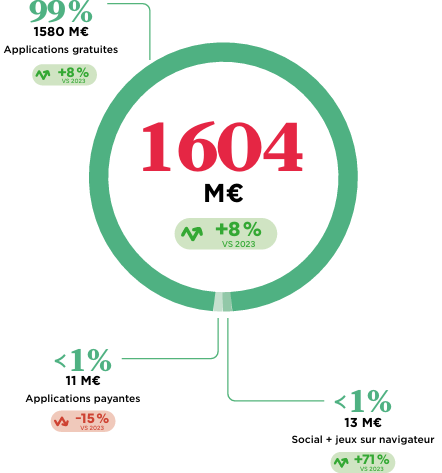 99%
1580 M€
Applications gratuites
+8%
VS 2023
1604
M€
+8%
VS 2023
<1%
11 M€
Applications payantes
-15%
VS 2023
<1%
13 M€
Social + jeux sur navigateur
+71%
VS 2023